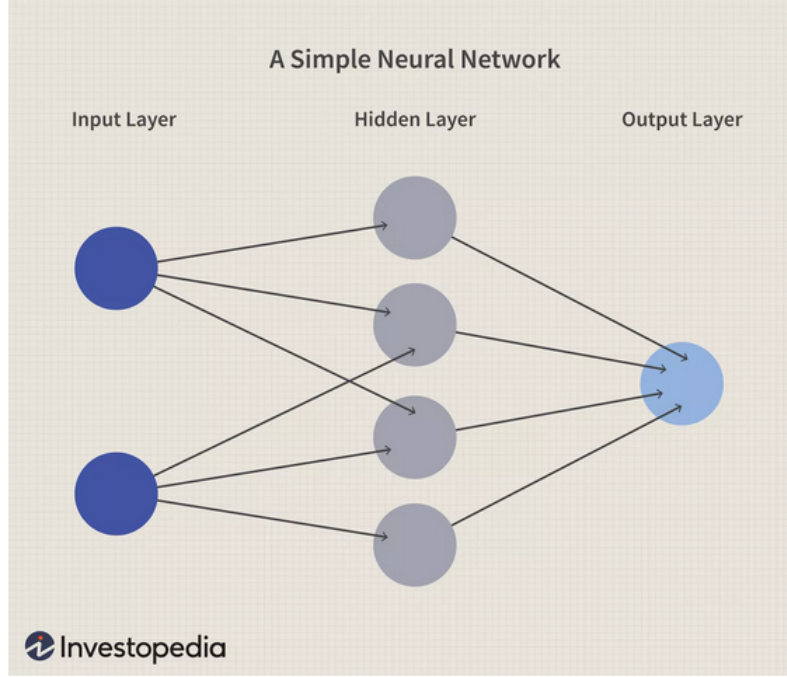 A Simple Neural Network
Input Layer
Hidden Layer
Output Layer
Investopedia